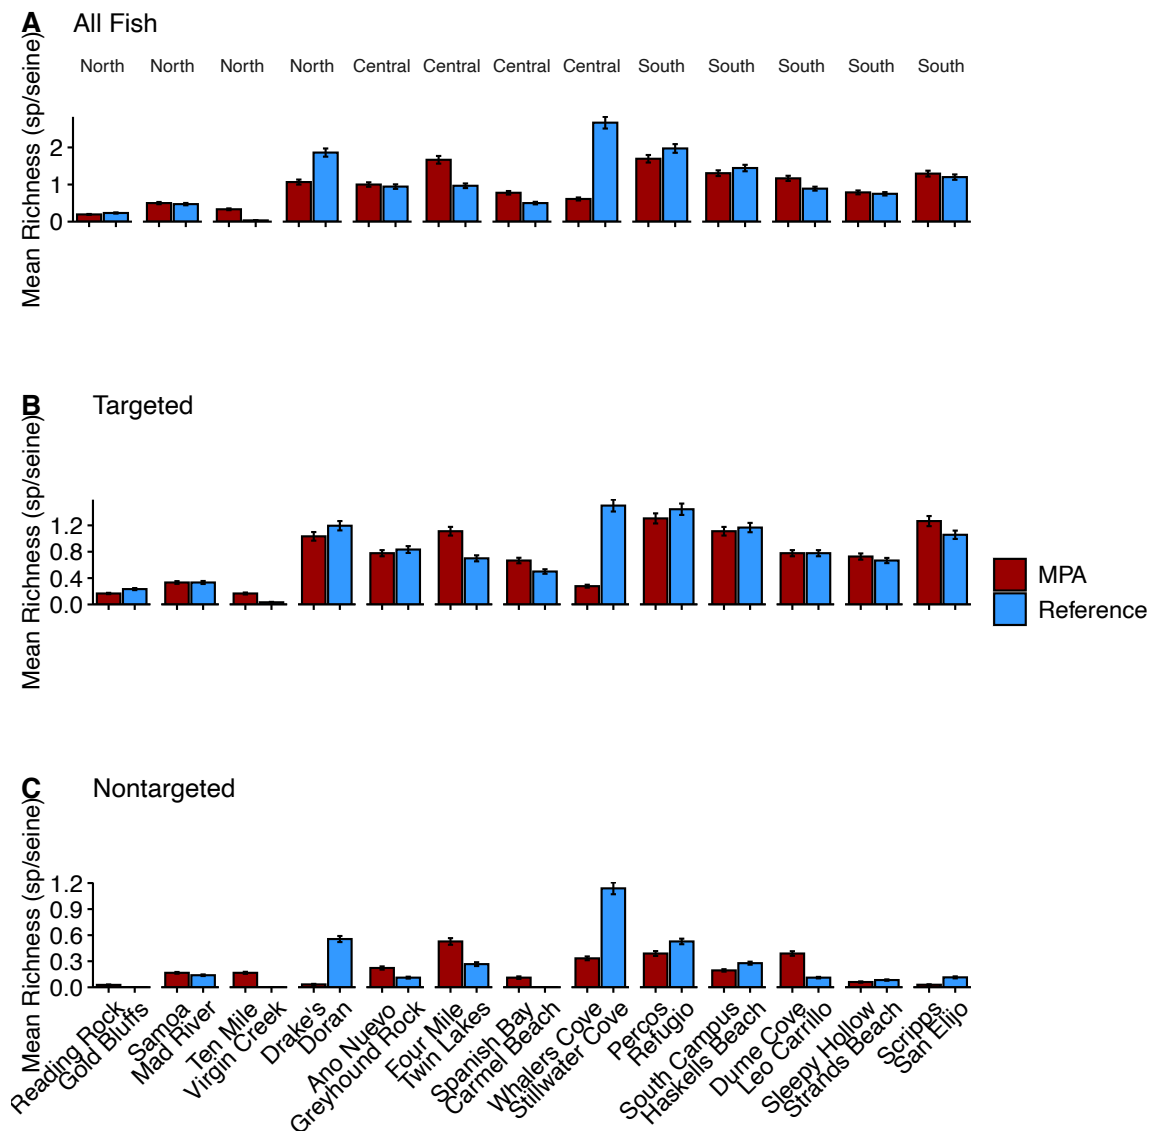 A All Fish
North North North North Central Central Central Central South South South South South
Mean Richness (sp/seine)
2
1
0
B Targeted
Mean Richness (sp/seine)
1.2
0.8
0.4
0.0
MPA
Reference
C Nontargeted
Mean Richness (sp/seine)
1.2
0.9
0.6
0.3
0.0
Reading Rock
Gold Bluffs
Samoa
Mad River
Ten Mile
Virgin Creek
Drake's
Doran
Ano Nuevo
Greyhound Rock
Four Mile
Twin Lakes
Spanish Bay
Carmel Beach
Whalers Cove
Stillwater Cove
Percos
Refugio
South Campus
Haskells Beach
Dume Cove
Leo Carrillo
Sleepy Hollow
Strands Beach
Scripps
San Elijo